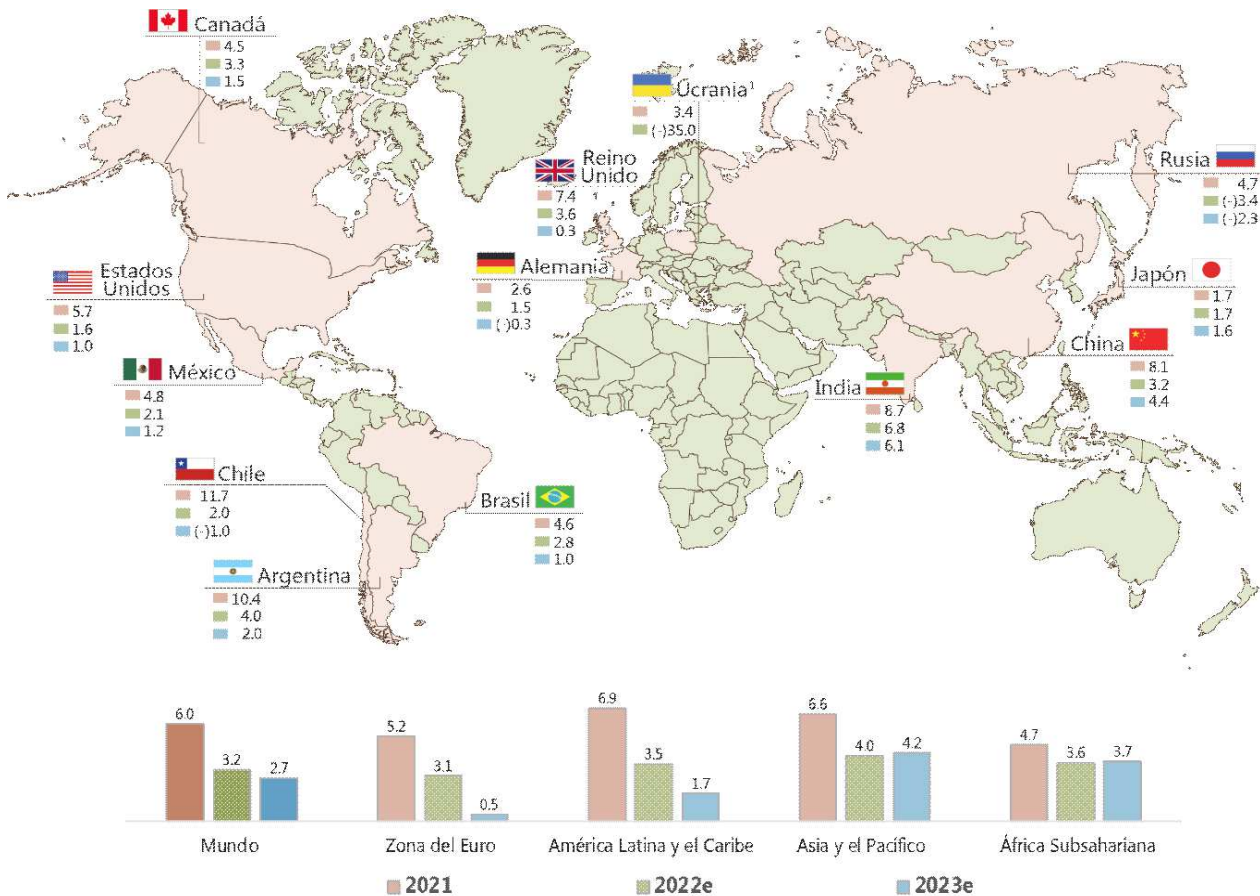 Canadá
4.5
3.3
1.5
Ucrania¹
3.4
(-)35.0
Reino
Unido
7.4
3.6
0.3
Rusia
4.7
(-)3.4
(-)2.3
Alemania
2.6
1.5
(-)0.3
Estados
Unidos
5.7
1.6
1.0
Japón
1.7
1.7
1.6
China
8.1
3.2
4.4
México
4.8
2.1
1.2
India
8.7
6.8
6.1
Chile
11.7
2.0
(-)1.0
Brasil
4.6
2.8
1.0
Argentina
10.4
4.0
2.0
6.0
3.2
2.7
5.2
3.1
0.5
6.9
3.5
1.7
6.6
4.0
4.2
4.7
3.6
3.7
Mundo
Zona del Euro
América Latina y el Caribe
Asia y el Pacífico
África Subsahariana
2021
2022e
2023e